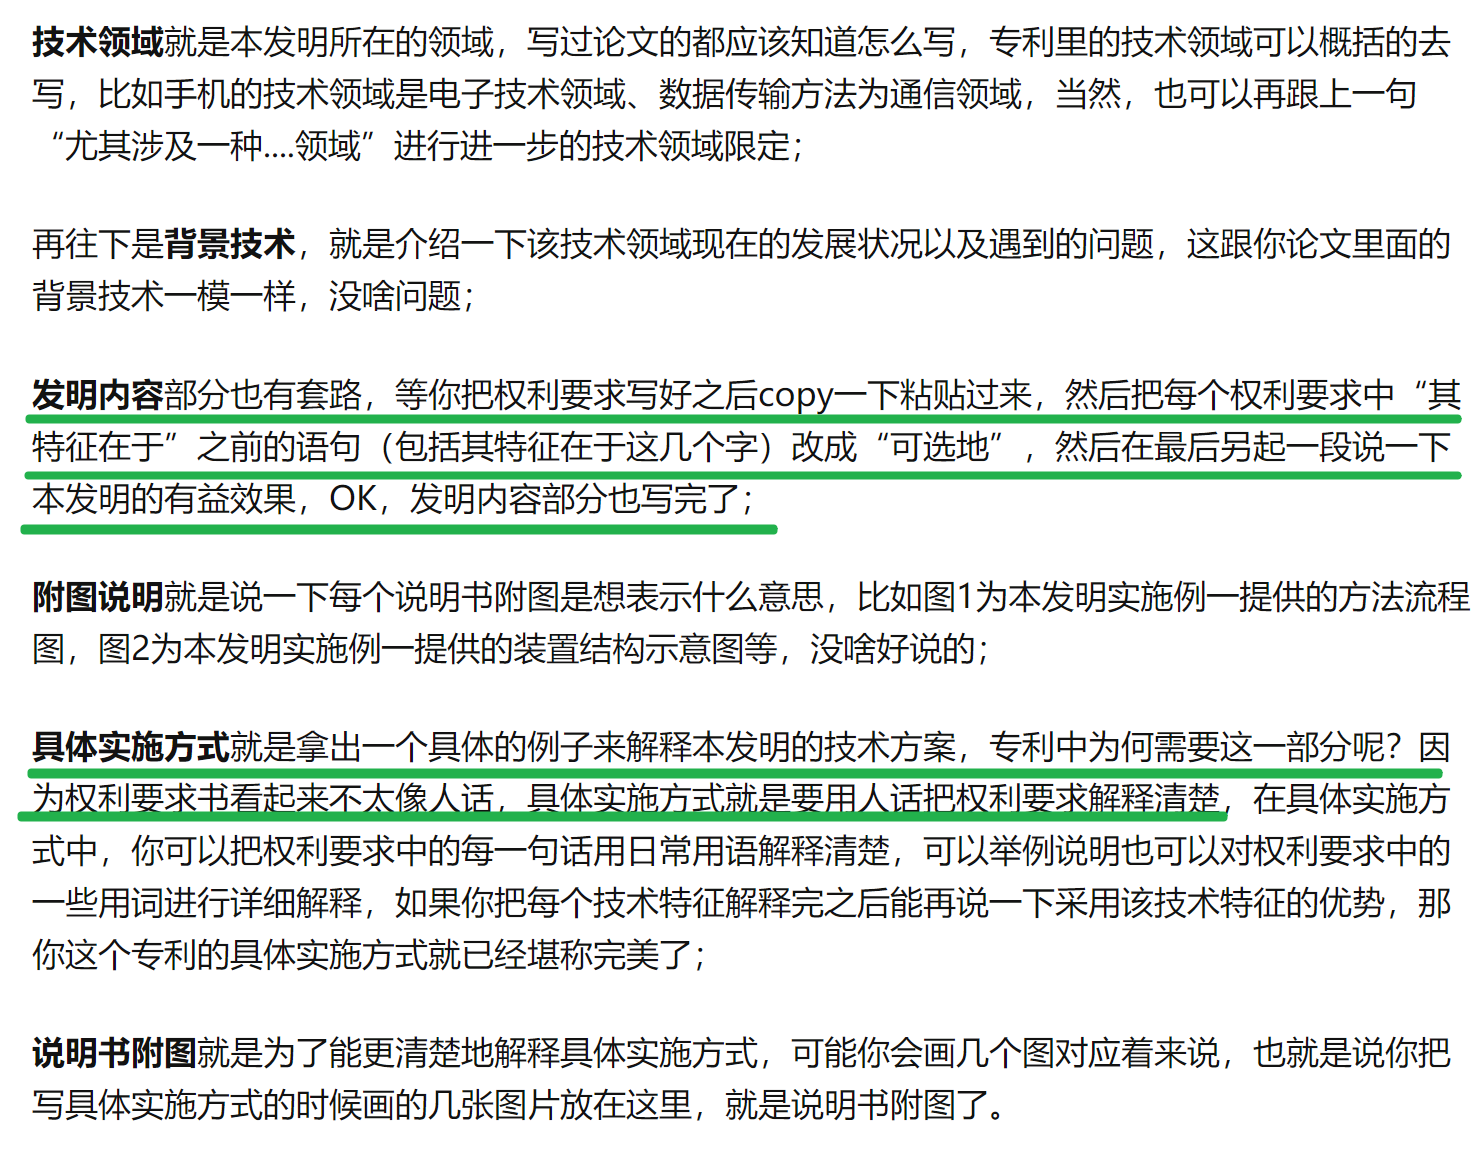 技术领域就是本发明所在的领域，写过论文的都应该知道怎么写，专利里的技术领域可以概括的去
写，比如手机的技术领域是电子技术领域、数据传输方法为通信领域，当然，也可以再跟上一句
“尤其涉及一种....领域”进行进一步的技术领域限定；
再往下是背景技术，就是介绍一下该技术领域现在的发展状况以及遇到的问题，这跟你论文里面的
背景技术一模一样，没啥问题；
发明内容部分也有套路，等你把权利要求写好之后copy一下粘贴过来，然后把每个权利要求中“其
特征在于”之前的语句（包括其特征在于这几个字）改成“可选地”，然后在最后另起一段说一下
本发明的有益效果，OK，发明内容部分也写完了；
附图说明就是说一下每个说明书附图是想表示什么意思，比如图1为本发明实施例一提供的方法流程
图，图2为本发明实施例一提供的装置结构示意图等，没啥好说的；
具体实施方式就是拿出一个具体的例子来解释本发明的技术方案，专利中为何需要这一部分呢？因
为权利要求书看起来不太像人话，具体实施方式就是要用人话把权利要求解释清楚，在具体实施方
式中，你可以把权利要求中的每一句话用日常用语解释清楚，可以举例说明也可以对权利要求中的
一些用词进行详细解释，如果你把每个技术特征解释完之后能再说一下采用该技术特征的优势，那
你这个专利的具体实施方式就已经堪称完美了；
说明书附图就是为了能更清楚地解释具体实施方式，可能你会画几个图对应着来说，也就是说你把
写具体实施方式的时候画的几张图片放在这里，就是说明书附图了。